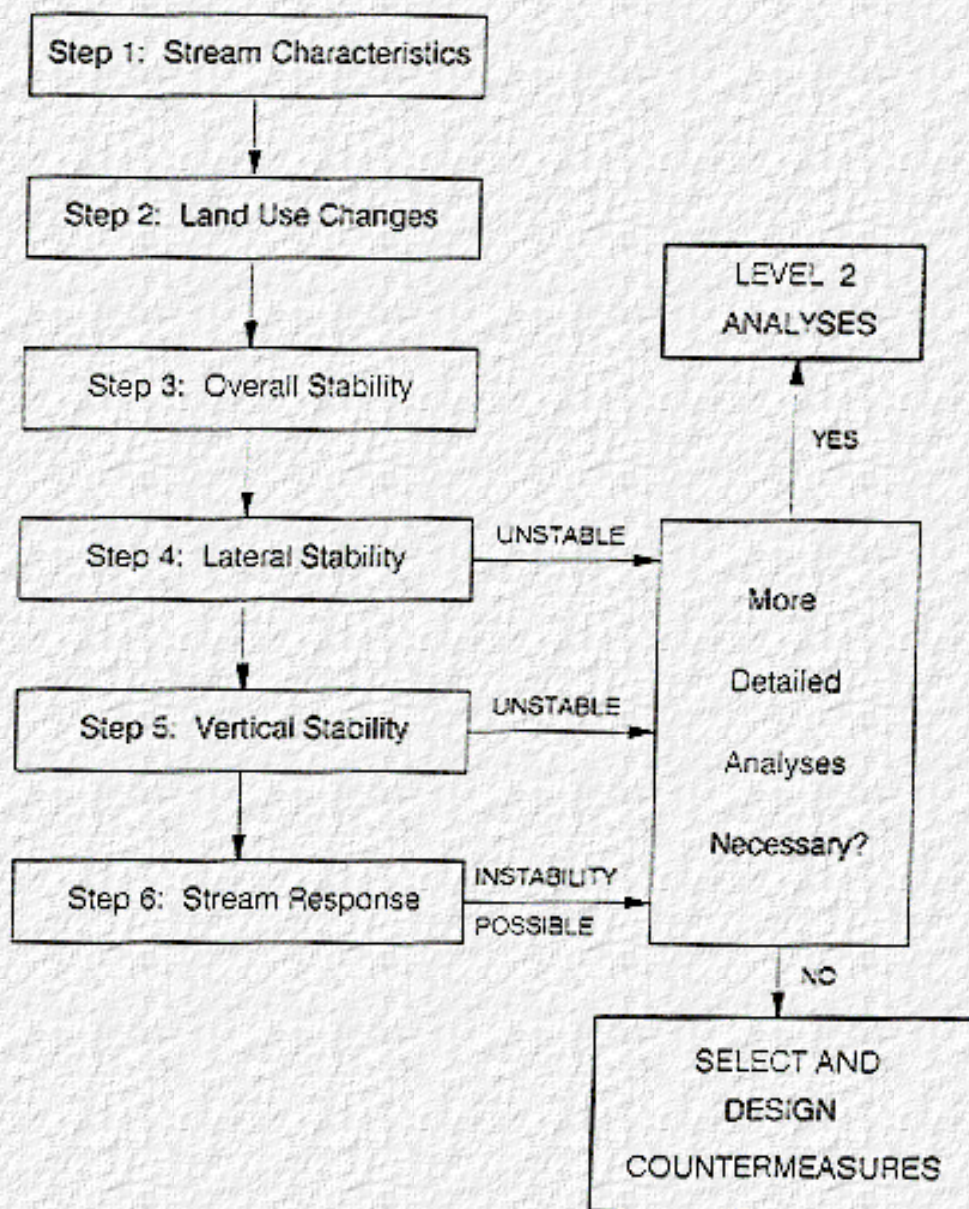 Step 1: Stream Characteristics
Step 2: Land Use Changes
Step 3: Overall Stability
Step 4: Lateral Stability
UNSTABLE
Step 5: Vertical Stability
UNSTABLE
Step 6: Stream Response
INSTABILITY
POSSIBLE
LEVEL 2
ANALYSES
YES
More
Detailed
Analyses
Necessary?
NO
SELECT AND
DESIGN
COUNTERMEASURES